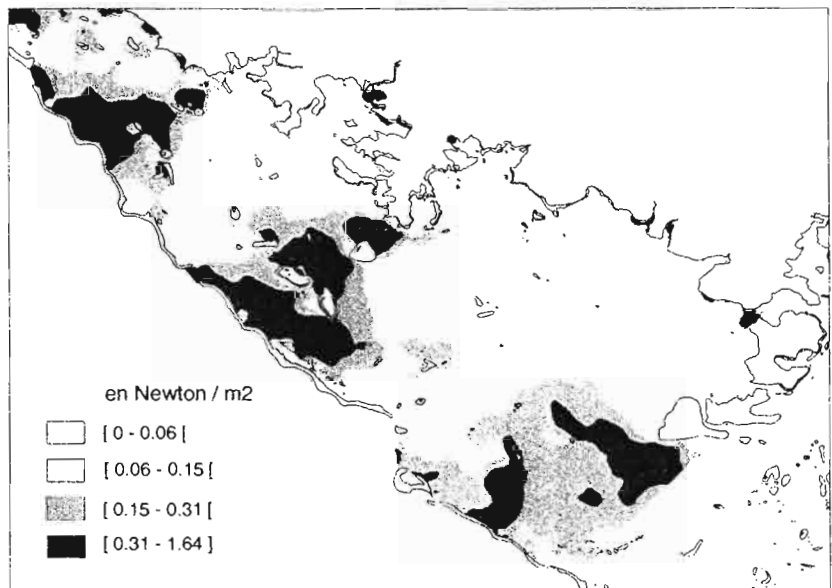 en Newton / m2
[ 0 - 0.06 [
[ 0.06 - 0.15 [
[ 0.15 - 0.31 [
[ 0.31 - 1.64 ]